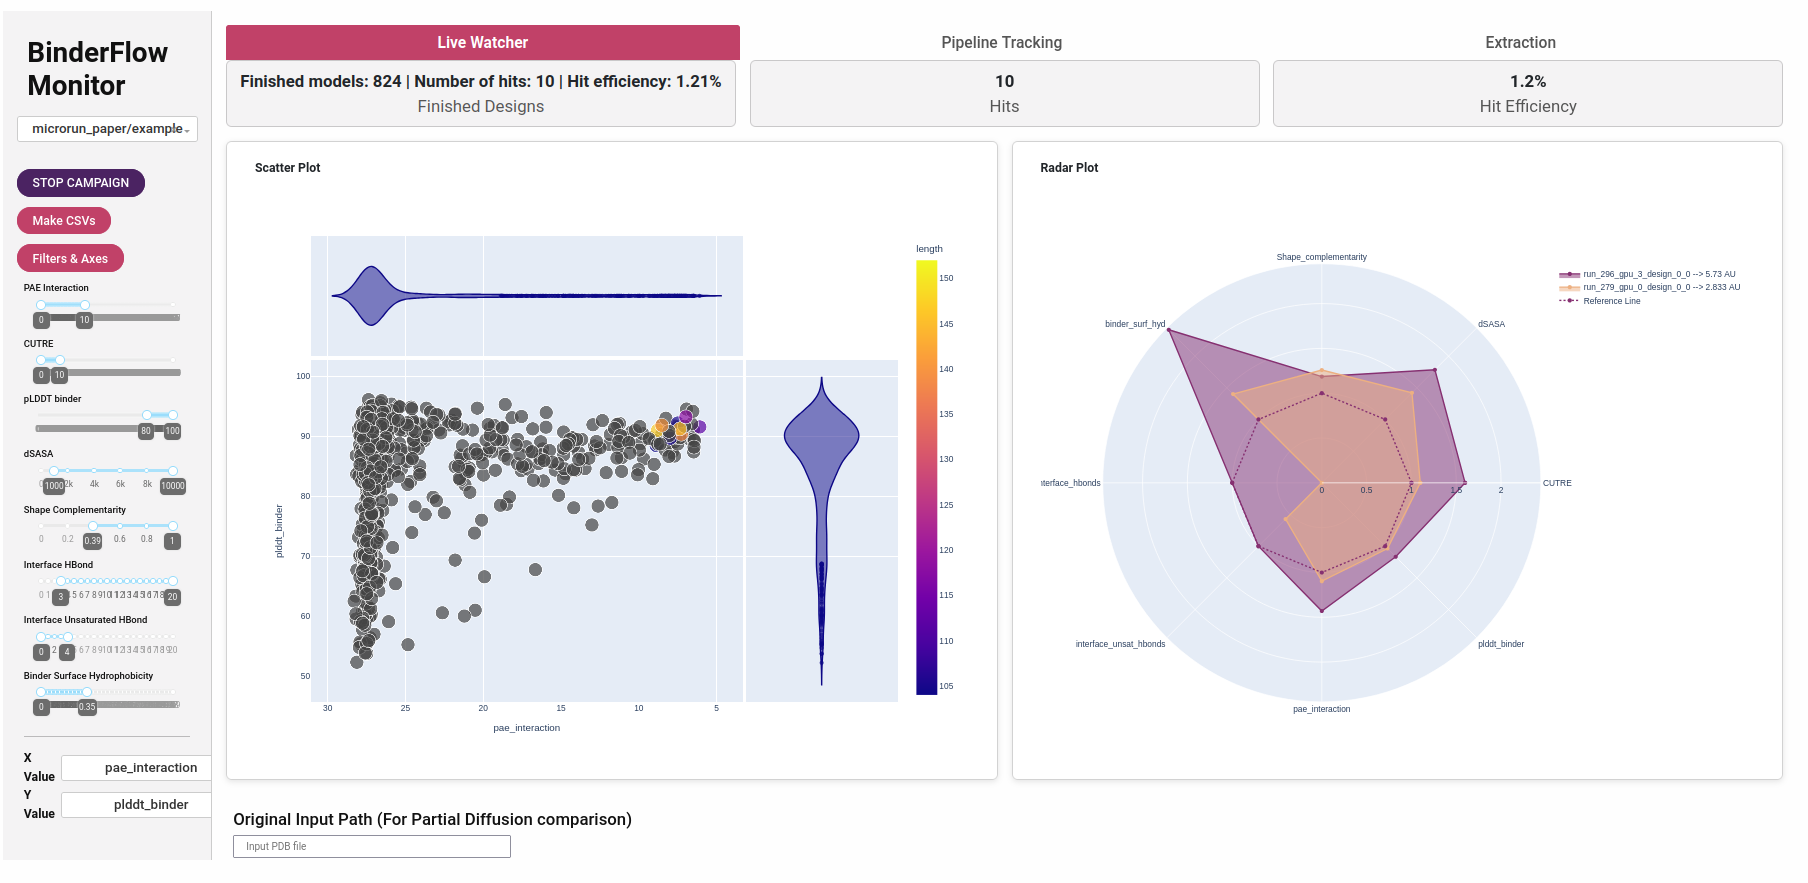 BinderFlow
Monitor
microrun_paper/example
STOP CAMPAIGN
Make CSVs
Filters & Axes
PAE Interaction
0 10
CUTRE
0 10
pLDDT binder
80 100
dSASA
1000 2k 4k 6k 8k 10000
Shape Complementarity
0 0.2 0.39 0.6 0.8 1
Interface HBond
3 20
Interface Unsaturated HBond
0 2 4
Binder Surface Hydrophobicity
0 0.35
X
Value
pae_interaction
Y
Value
plddt_binder
Live Watcher
Pipeline Tracking
Extraction
Finished models: 824 | Number of hits: 10 | Hit efficiency: 1.21%
Finished Designs
10
Hits
1.2%
Hit Efficiency
Scatter Plot
100
90
80
70
60
50
plddt_binder
30 25 20 15 10 5
pae_interaction
length
150
145
140
135
130
125
120
115
110
105
Radar Plot
Shape_complementarity
binder_surf_hyd
dSASA
nterface_hbonds
CUTRE
0 0.5 1 1.5 2
interface_unsat_hbonds
plddt_binder
pae_interaction
run_296_gpu_3_design_0_0 --> 5.73 AU
run_279_gpu_0_design_0_0 --> 2.833 AU
Reference Line
Original Input Path (For Partial Diffusion comparison)
Input PDB file